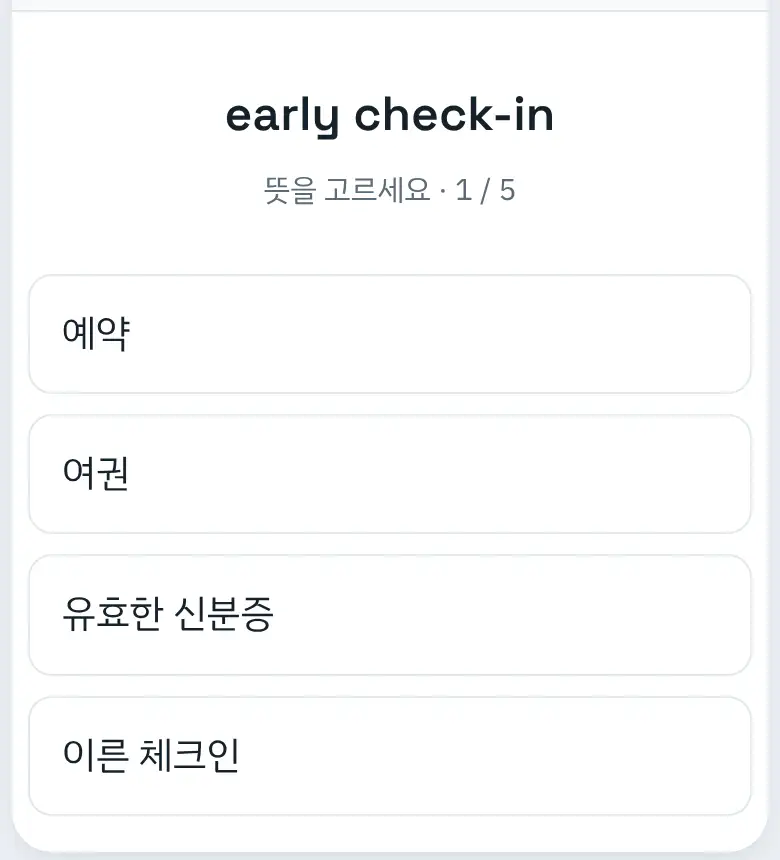 early check-in
뜻을 고르세요 · 1 / 5
예약
여권
유효한 신분증
이른 체크인